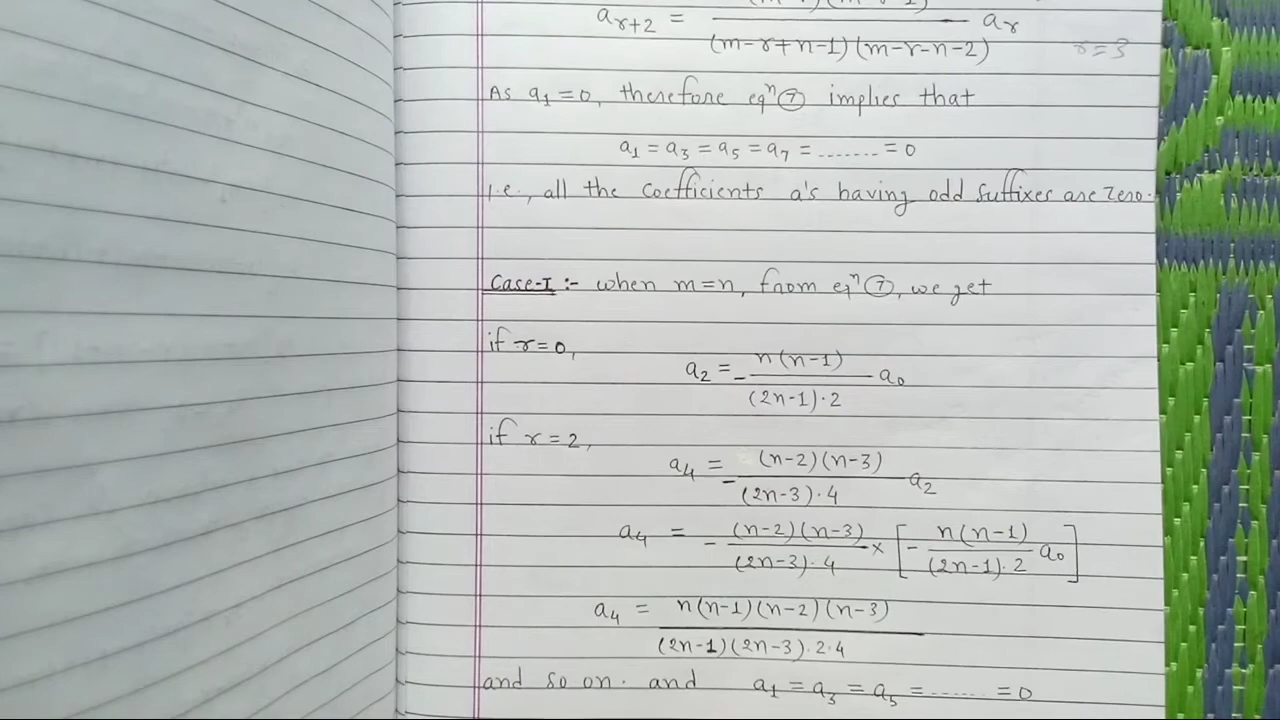 a_{r+2} = ―――― a_r
(m-r+n-1)(m-r-n-2)
r=3
As a_1=0, therefore eq^n ⑦ implies that
a_1 = a_3 = a_5 = a_7 = ....... = 0
i.e., all the coefficients a's having odd suffixes are zero.
Case-I :- when m=n, from eq^n ⑦, we get
if r=0,
a_2 = - n(n-1) / (2n-1)·2 a_0
if r=2,
a_4 = - (n-2)(n-3) / (2n-3)·4 a_2
a_4 = - (n-2)(n-3) / (2n-3)·4 × [ - n(n-1) / (2n-1)·2 a_0 ]
a_4 = n(n-1)(n-2)(n-3) / (2n-1)(2n-3)·2·4
and so on. and a_1 = a_3 = a_5 = ...... = 0